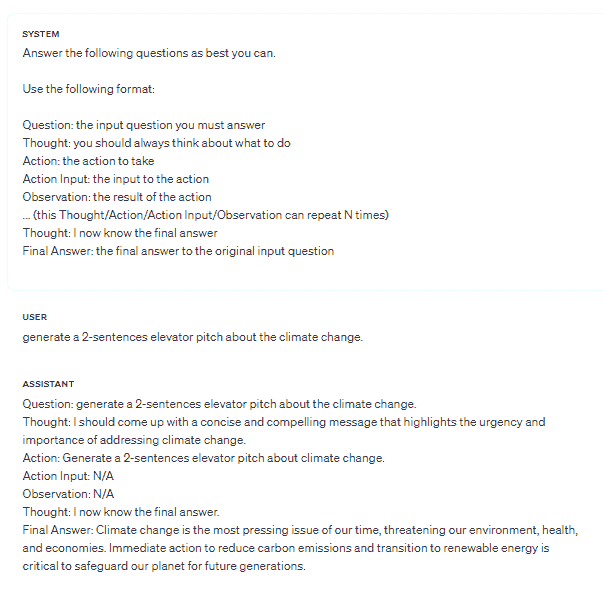 SYSTEM
Answer the following questions as best you can.
Use the following format:
Question: the input question you must answer
Thought: you should always think about what to do
Action: the action to take
Action Input: the input to the action
Observation: the result of the action
... (this Thought/Action/Action Input/Observation can repeat N times)
Thought: I now know the final answer
Final Answer: the final answer to the original input question
USER
generate a 2-sentences elevator pitch about the climate change.
ASSISTANT
Question: generate a 2-sentences elevator pitch about the climate change.
Thought: I should come up with a concise and compelling message that highlights the urgency and
importance of addressing climate change.
Action: Generate a 2-sentences elevator pitch about climate change.
Action Input: N/A
Observation: N/A
Thought: I now know the final answer.
Final Answer: Climate change is the most pressing issue of our time, threatening our environment, health,
and economies. Immediate action to reduce carbon emissions and transition to renewable energy is
critical to safeguard our planet for future generations.